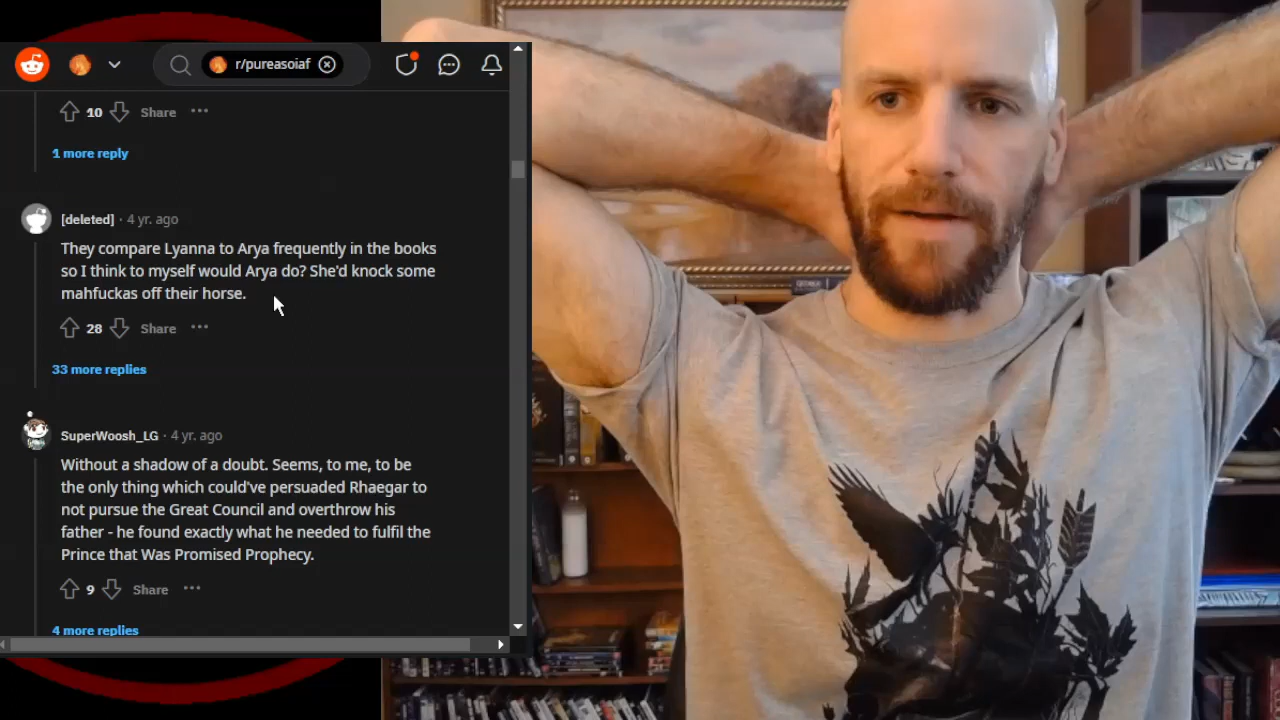 r/pureasoiaf
10 Share ...
1 more reply
[deleted] · 4 yr. ago
They compare Lyanna to Arya frequently in the books
so I think to myself would Arya do? She'd knock some
mahfuckas off their horse.
28 Share ...
33 more replies
SuperWoosh_LG · 4 yr. ago
Without a shadow of a doubt. Seems, to me, to be
the only thing which could've persuaded Rhaegar to
not pursue the Great Council and overthrow his
father - he found exactly what he needed to fulfil the
Prince that Was Promised Prophecy.
9 Share ...
4 more replies